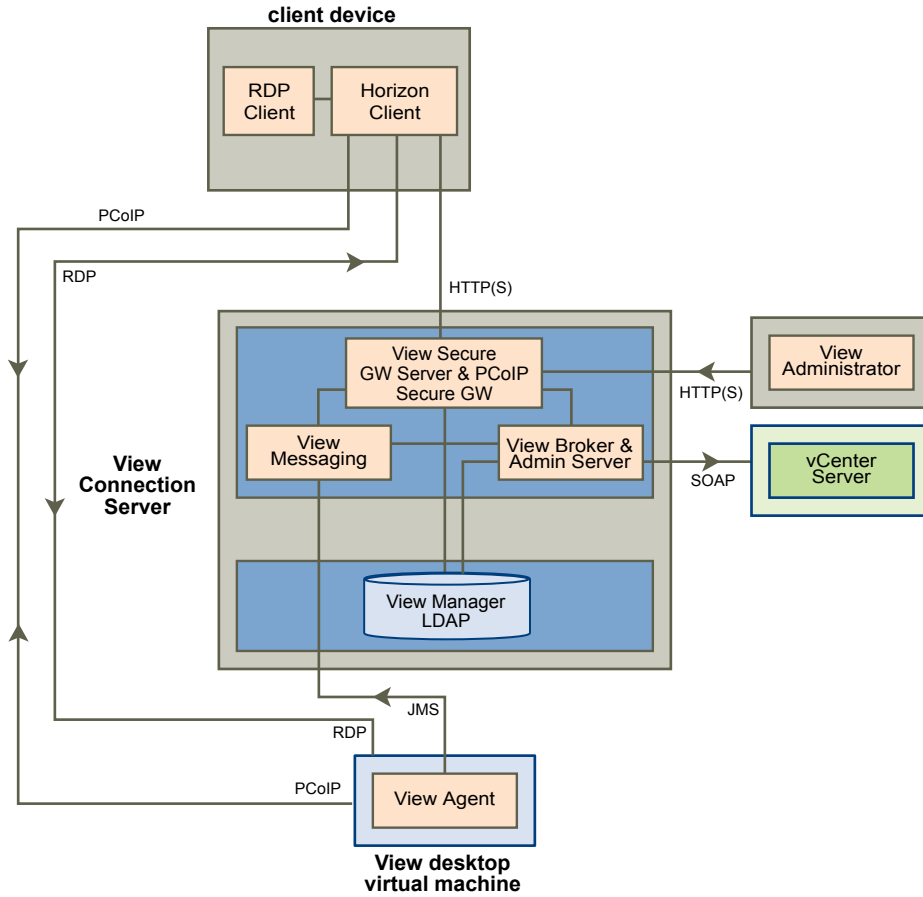 client device
RDP
Client
Horizon
Client
PCoIP
RDP
HTTP(S)
View Secure
GW Server & PCoIP
Secure GW
View
Administrator
HTTP(S)
View
Messaging
View Broker &
Admin Server
vCenter
Server
SOAP
View
Connection
Server
View Manager
LDAP
JMS
RDP
PCoIP
View Agent
View desktop
virtual machine